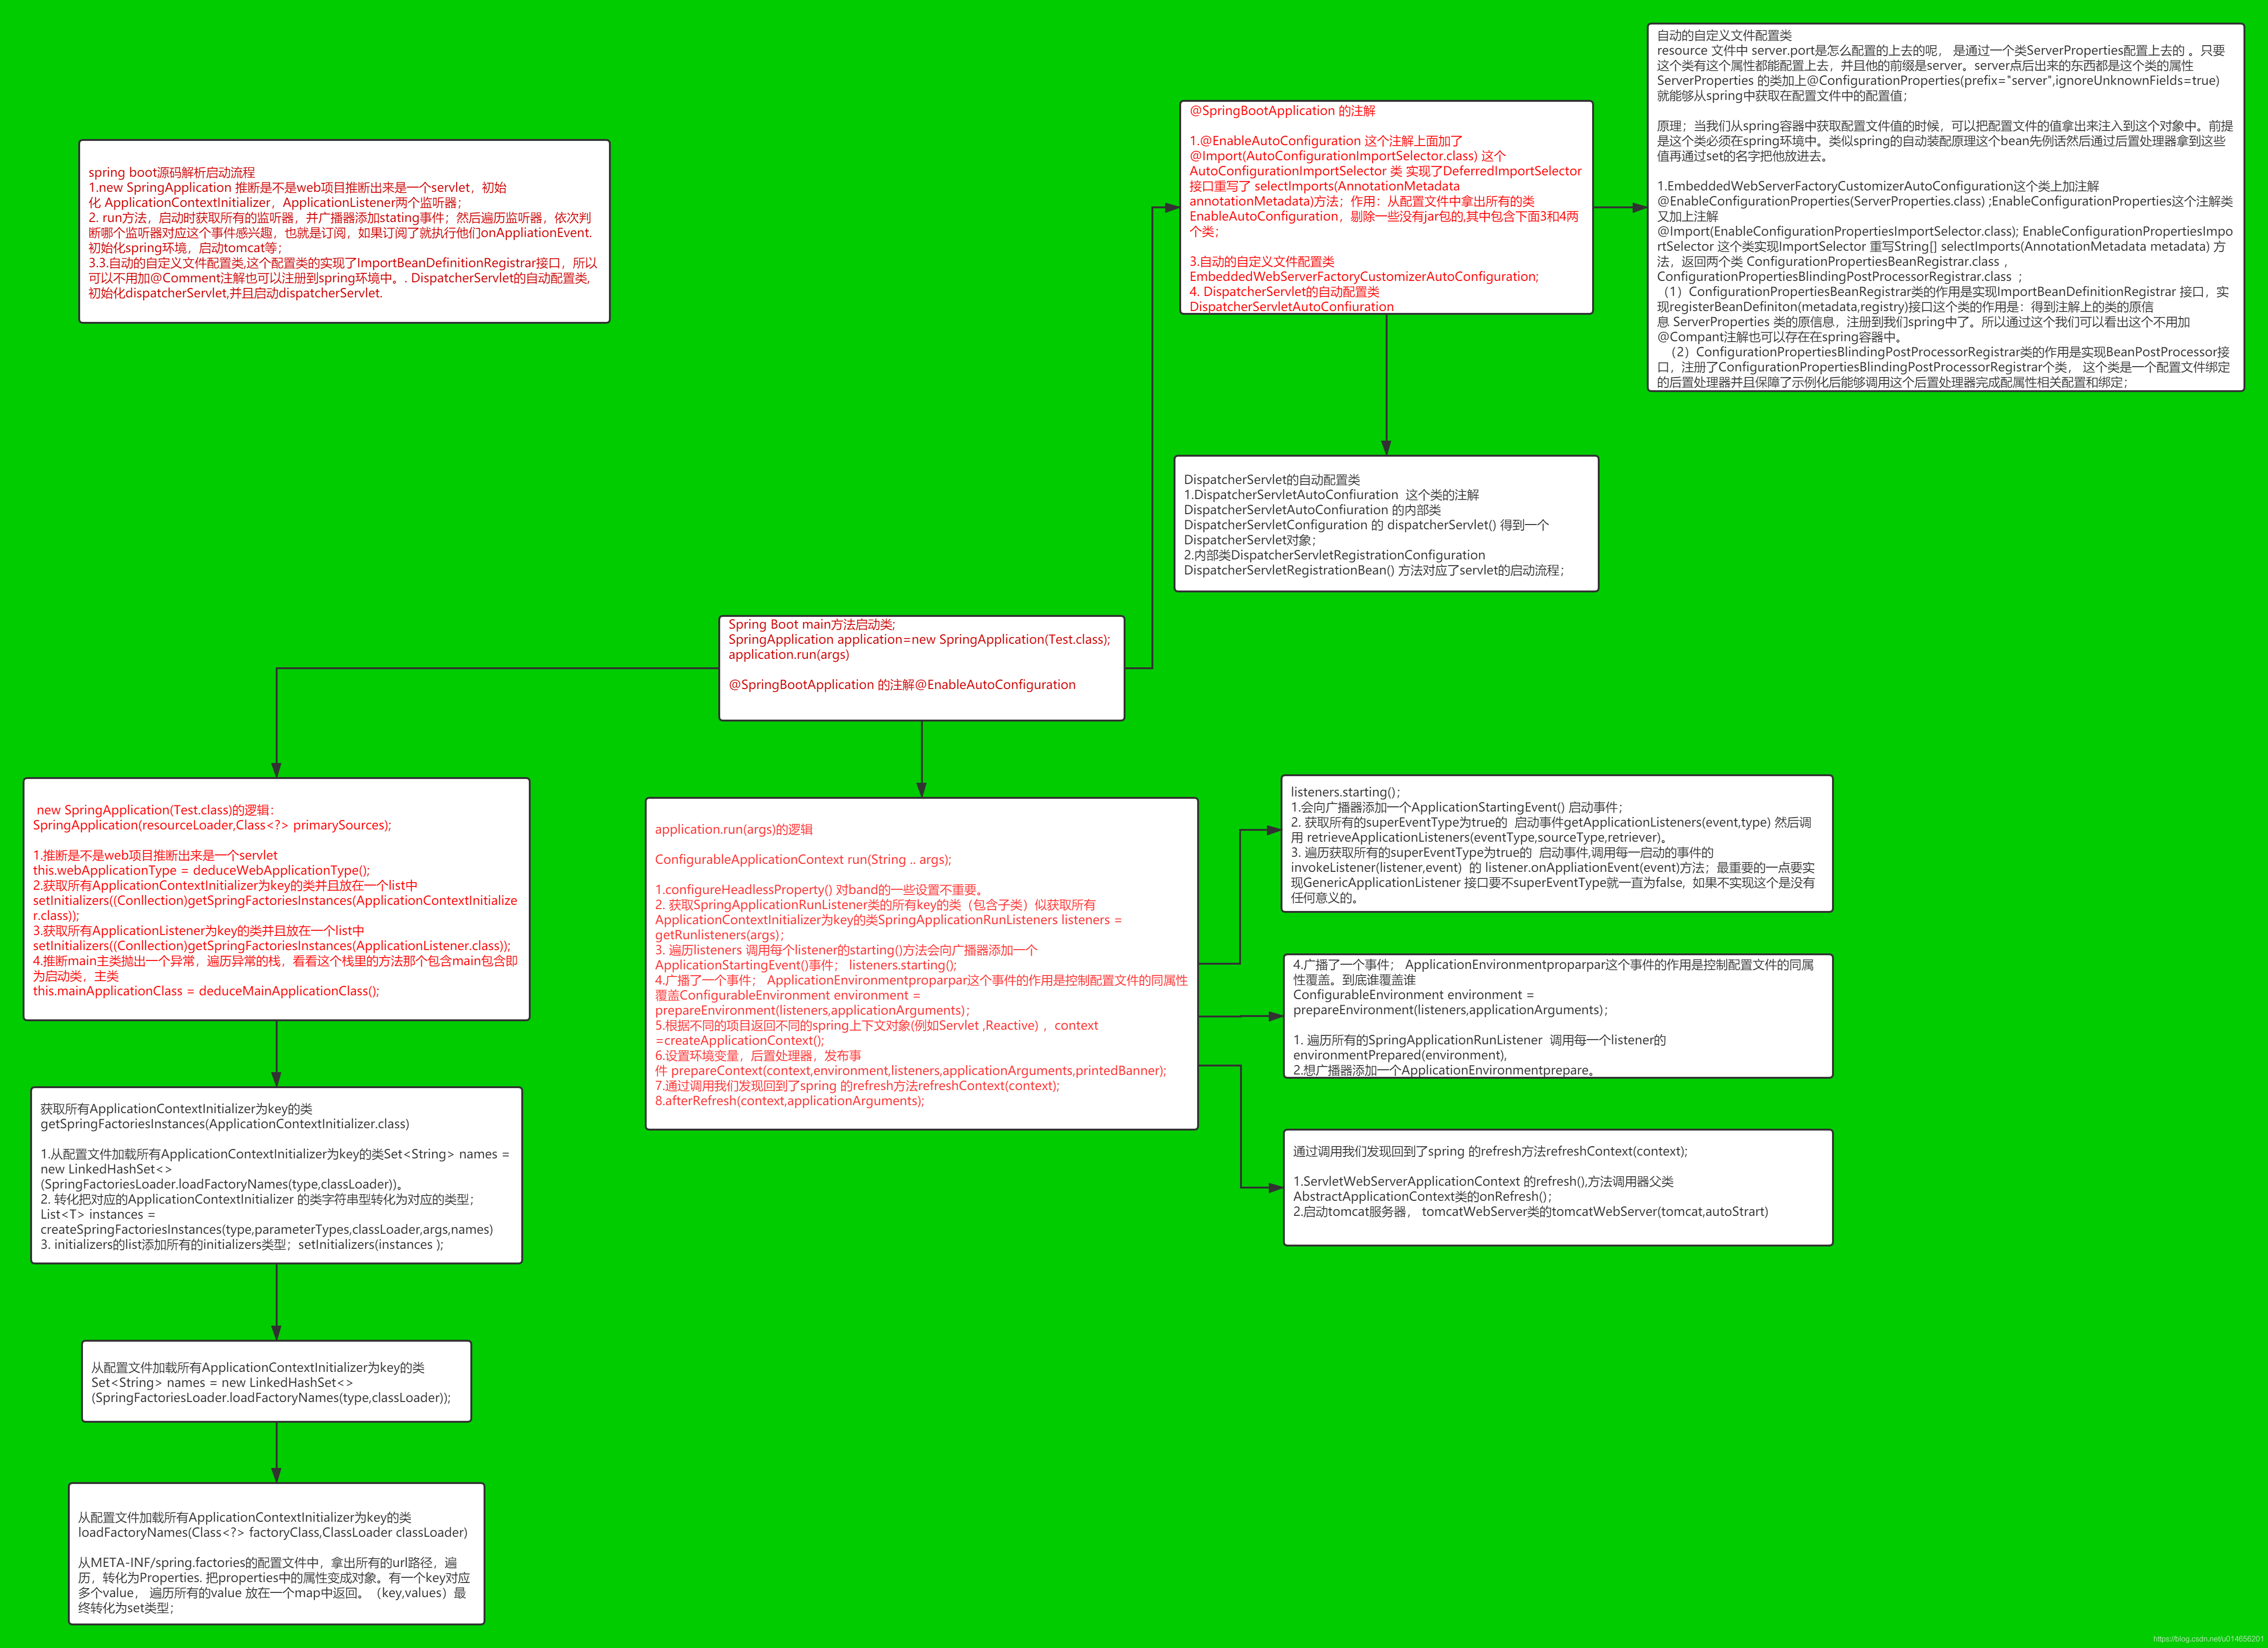 spring boot源码解析启动流程
1.new SpringApplication 推断是不是web项目推断出来是一个servlet，初始
化 ApplicationContextInitializer，ApplicationListener两个监听器；
2. run方法，启动时获取所有的监听器，并广播器添加stating事件；然后遍历监听器，依次判
断哪个监听器对应这个事件感兴趣，也就是订阅，如果订阅了就执行他们onAppliationEvent.
初始化spring环境，启动tomcat等；
3.3.自动的自定义文件配置类,这个配置类的实现了ImportBeanDefinitionRegistrar接口，所以
可以不用加@Comment注解也可以注册到spring环境中。. DispatcherServlet的自动配置类,
初始化dispatcherServlet,并且启动dispatcherServlet.
@SpringBootApplication 的注解
1.@EnableAutoConfiguration 这个注解上面加了
@Import(AutoConfigurationImportSelector.class) 这个
AutoConfigurationImportSelector 类 实现了DeferredImportSelector
接口重写了 selectImports(AnnotationMetadata
annotationMetadata)方法；作用：从配置文件中拿出所有的类
EnableAutoConfiguration，剔除一些没有jar包的,其中包含下面3和4两
个类；
3.自动的自定义文件配置类
EmbeddedWebServerFactoryCustomizerAutoConfiguration;
4. DispatcherServlet的自动配置类
DispatcherServletAutoConfiuration
自动的自定义文件配置类
resource 文件中 server.port是怎么配置的上去的呢， 是通过一个类ServerProperties配置上去的 。只要
这个类有这个属性都能配置上去，并且他的前缀是server。server点后出来的东西都是这个类的属性
ServerProperties 的类加上@ConfigurationProperties(prefix="server",ignoreUnknownFields=true)
就能够从spring中获取在配置文件中的配置值；
原理；当我们从spring容器中获取配置文件值的时候，可以把配置文件的值拿出来注入到这个对象中。前提
是这个类必须在spring环境中。类似spring的自动装配原理这个bean先例话然后通过后置处理器拿到这些
值再通过set的名字把他放进去。
1.EmbeddedWebServerFactoryCustomizerAutoConfiguration这个类上加注解
@EnableConfigurationProperties(ServerProperties.class) ;EnableConfigurationProperties这个注解类
又加上注解
@Import(EnableConfigurationPropertiesImportSelector.class); EnableConfigurationPropertiesImpo
rtSelector 这个类实现ImportSelector 重写String[] selectImports(AnnotationMetadata metadata) 方
法，返回两个类 ConfigurationPropertiesBeanRegistrar.class ,
ConfigurationPropertiesBlindingPostProcessorRegistrar.class ；
（1）ConfigurationPropertiesBeanRegistrar类的作用是实现ImportBeanDefinitionRegistrar 接口，实
现registerBeanDefiniton(metadata,registry)接口这个类的作用是：得到注解上的类的原信
息 ServerProperties 类的原信息，注册到我们spring中了。所以通过这个我们可以看出这个不用加
@Compant注解也可以存在在spring容器中。
（2）ConfigurationPropertiesBlindingPostProcessorRegistrar类的作用是实现BeanPostProcessor接
口，注册了ConfigurationPropertiesBlindingPostProcessorRegistrar个类， 这个类是一个配置文件绑定
的后置处理器并且保障了示例化后能够调用这个后置处理器完成配属性相关配置和绑定；
DispatcherServlet的自动配置类
1.DispatcherServletAutoConfiuration 这个类的注解
DispatcherServletAutoConfiuration 的内部类
DispatcherServletConfiguration 的 dispatcherServlet() 得到一个
DispatcherServlet对象；
2.内部类DispatcherServletRegistrationConfiguration
DispatcherServletRegistrationBean() 方法对应了servlet的启动流程；
Spring Boot main方法启动类;
SpringApplication application=new SpringApplication(Test.class);
application.run(args)
@SpringBootApplication 的注解@EnableAutoConfiguration
new SpringApplication(Test.class)的逻辑：
SpringApplication(resourceLoader,Class<?> primarySources);
1.推断是不是web项目推断出来是一个servlet
this.webApplicationType = deduceWebApplicationType();
2.获取所有ApplicationContextInitializer为key的类并且放在一个list中
setInitializers((Conllection)getSpringFactoriesInstances(ApplicationContextInitialize
r.class));
3.获取所有ApplicationListener为key的类并且放在一个list中
setInitializers((Conllection)getSpringFactoriesInstances(ApplicationListener.class));
4.推断main主类抛出一个异常，遍历异常的栈，看看这个栈里的方法那个包含main包含即
为启动类，主类
this.mainApplicationClass = deduceMainApplicationClass();
application.run(args)的逻辑
ConfigurableApplicationContext run(String .. args);
1.configureHeadlessProperty() 对band的一些设置不重要。
2. 获取SpringApplicationRunListener类的所有key的类（包含子类）似获取所有
ApplicationContextInitializer为key的类SpringApplicationRunListeners listeners =
getRunlisteners(args)；
3. 遍历listeners 调用每个listener的starting()方法会向广播器添加一个
ApplicationStartingEvent()事件； listeners.starting();
4.广播了一个事件； ApplicationEnvironmentproparpar这个事件的作用是控制配置文件的同属性
覆盖ConfigurableEnvironment environment =
prepareEnvironment(listeners,applicationArguments)；
5.根据不同的项目返回不同的spring上下文对象(例如Servlet ,Reactive) ，context
=createApplicationContext();
6.设置环境变量，后置处理器，发布事
件 prepareContext(context,environment,listeners,applicationArguments,printedBanner);
7.通过调用我们发现回到了spring 的refresh方法refreshContext(context);
8.afterRefresh(context,applicationArguments);
listeners.starting()；
1.会向广播器添加一个ApplicationStartingEvent() 启动事件；
2. 获取所有的superEventType为true的 启动事件getApplicationListeners(event,type) 然后调
用 retrieveApplicationListeners(eventType,sourceType,retriever)。
3. 遍历获取所有的superEventType为true的 启动事件,调用每一启动的事件的
invokeListener(listener,event) 的 listener.onAppliationEvent(event)方法；最重要的一点要实
现GenericApplicationListener 接口要不superEventType就一直为false, 如果不实现这个是没有
任何意义的。
4.广播了一个事件； ApplicationEnvironmentproparpar这个事件的作用是控制配置文件的同属
性覆盖。到底谁覆盖谁
ConfigurableEnvironment environment =
prepareEnvironment(listeners,applicationArguments)；
1. 遍历所有的SpringApplicationRunListener 调用每一个listener的
environmentPrepared(environment),
2.想广播器添加一个ApplicationEnvironmentprepare。
通过调用我们发现回到了spring 的refresh方法refreshContext(context);
1.ServletWebServerApplicationContext 的refresh(),方法调用器父类
AbstractApplicationContext类的onRefresh()；
2.启动tomcat服务器， tomcatWebServer类的tomcatWebServer(tomcat,autoStrart)
获取所有ApplicationContextInitializer为key的类
getSpringFactoriesInstances(ApplicationContextInitializer.class)
1.从配置文件加载所有ApplicationContextInitializer为key的类Set<String> names =
new LinkedHashSet<>
(SpringFactoriesLoader.loadFactoryNames(type,classLoader))。
2. 转化把对应的ApplicationContextInitializer 的类字符串型转化为对应的类型；
List<T> instances =
createSpringFactoriesInstances(type,parameterTypes,classLoader,args,names)
3. initializers的list添加所有的initializers类型；setInitializers(instances );
从配置文件加载所有ApplicationContextInitializer为key的类
Set<String> names = new LinkedHashSet<>
(SpringFactoriesLoader.loadFactoryNames(type,classLoader));
从配置文件加载所有ApplicationContextInitializer为key的类
loadFactoryNames(Class<?> factoryClass,ClassLoader classLoader)
从META-INF/spring.factories的配置文件中，拿出所有的url路径，遍
历，转化为Properties. 把properties中的属性变成对象。有一个key对应
多个value， 遍历所有的value 放在一个map中返回。（key,values）最
终转化为set类型；
https://blog.csdn.net/u014656201